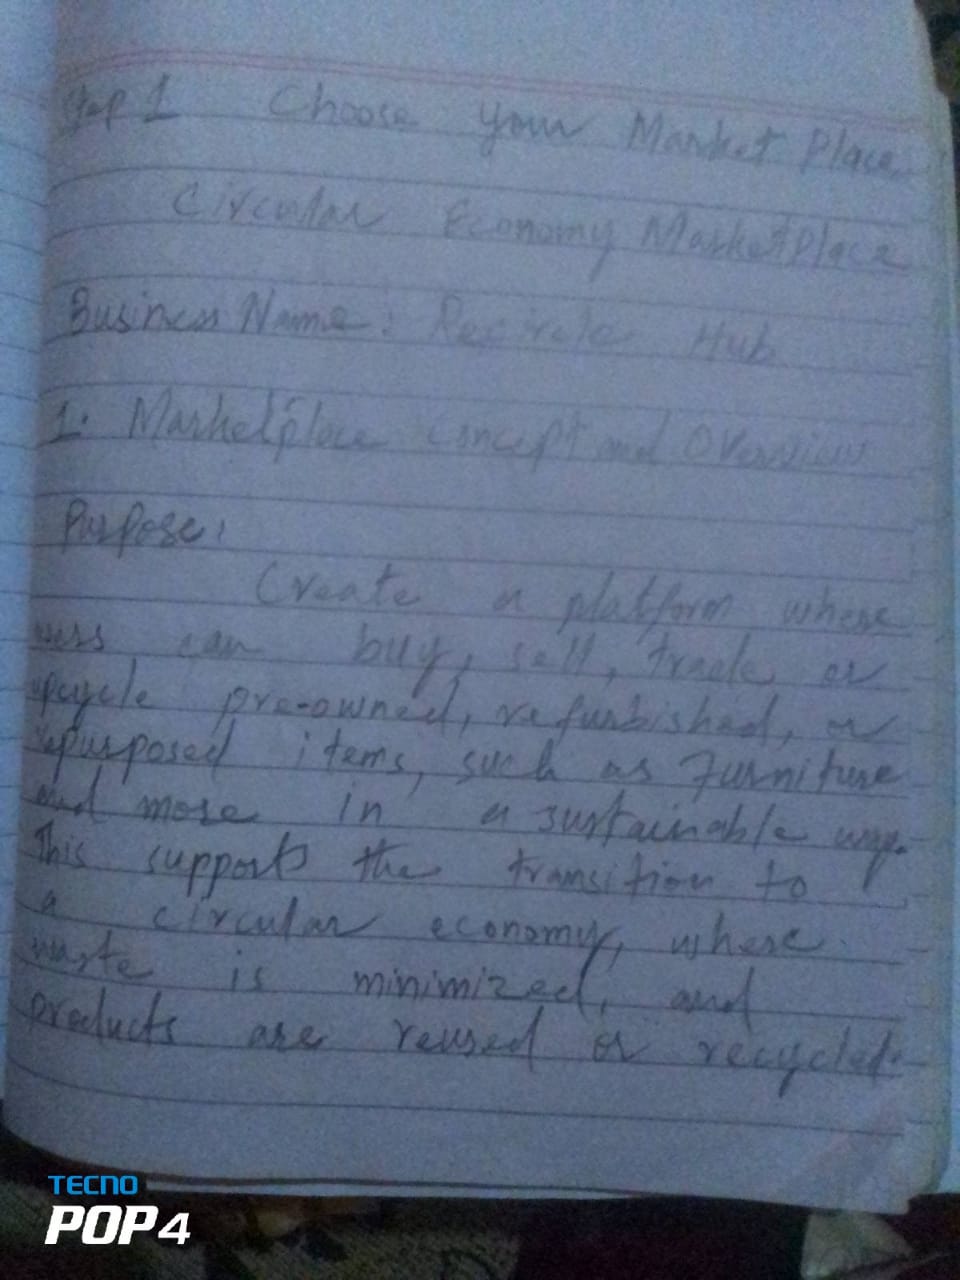 Step 1 Choose your Market Place
Circular Economy Marketplace
Business Name: Recircle Hub
1. Marketplace Concept and Overview
Purpose:
Create a platform where
users can buy, sell, trade or
upcycle pre-owned, refurbished, or
repurposed items, such as furniture
and more in a sustainable way.
This supports the transition to
a circular economy, where
waste is minimized, and
products are reused or recycled.
TECNO
POP 4